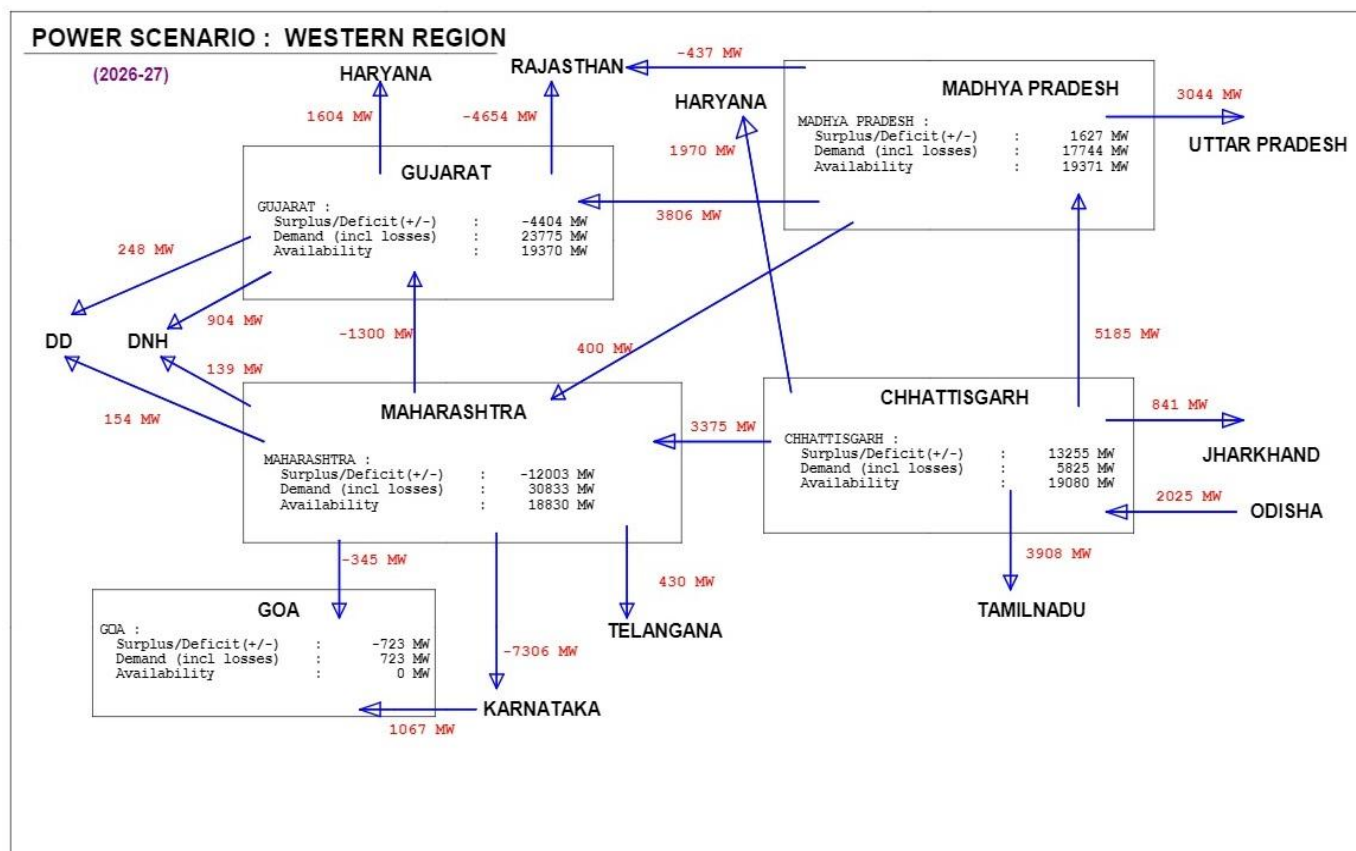 POWER SCENARIO : WESTERN REGION
(2026-27)
HARYANA
RAJASTHAN
-437 MW
1604 MW
-4654 MW
HARYANA
1970 MW
MADHYA PRADESH
MADHYA PRADESH :
Surplus/Deficit(+/-) : 1627 MW
Demand (incl losses) : 17744 MW
Availability : 19371 MW
3044 MW
UTTAR PRADESH
GUJARAT
GUJARAT :
Surplus/Deficit(+/-) : -4404 MW
Demand (incl losses) : 23775 MW
Availability : 19370 MW
3806 MW
248 MW
904 MW
DD
DNH
139 MW
154 MW
-1300 MW
400 MW
5185 MW
MAHARASHTRA
MAHARASHTRA :
Surplus/Deficit(+/-) : -12003 MW
Demand (incl losses) : 30833 MW
Availability : 18830 MW
3375 MW
CHHATTISGARH
CHHATTISGARH :
Surplus/Deficit(+/-) : 13255 MW
Demand (incl losses) : 5825 MW
Availability : 19080 MW
841 MW
JHARKHAND
2025 MW
ODISHA
3908 MW
TAMILNADU
-345 MW
430 MW
TELANGANA
-7306 MW
KARNATAKA
1067 MW
GOA
GOA :
Surplus/Deficit(+/-) : -723 MW
Demand (incl losses) : 723 MW
Availability : 0 MW